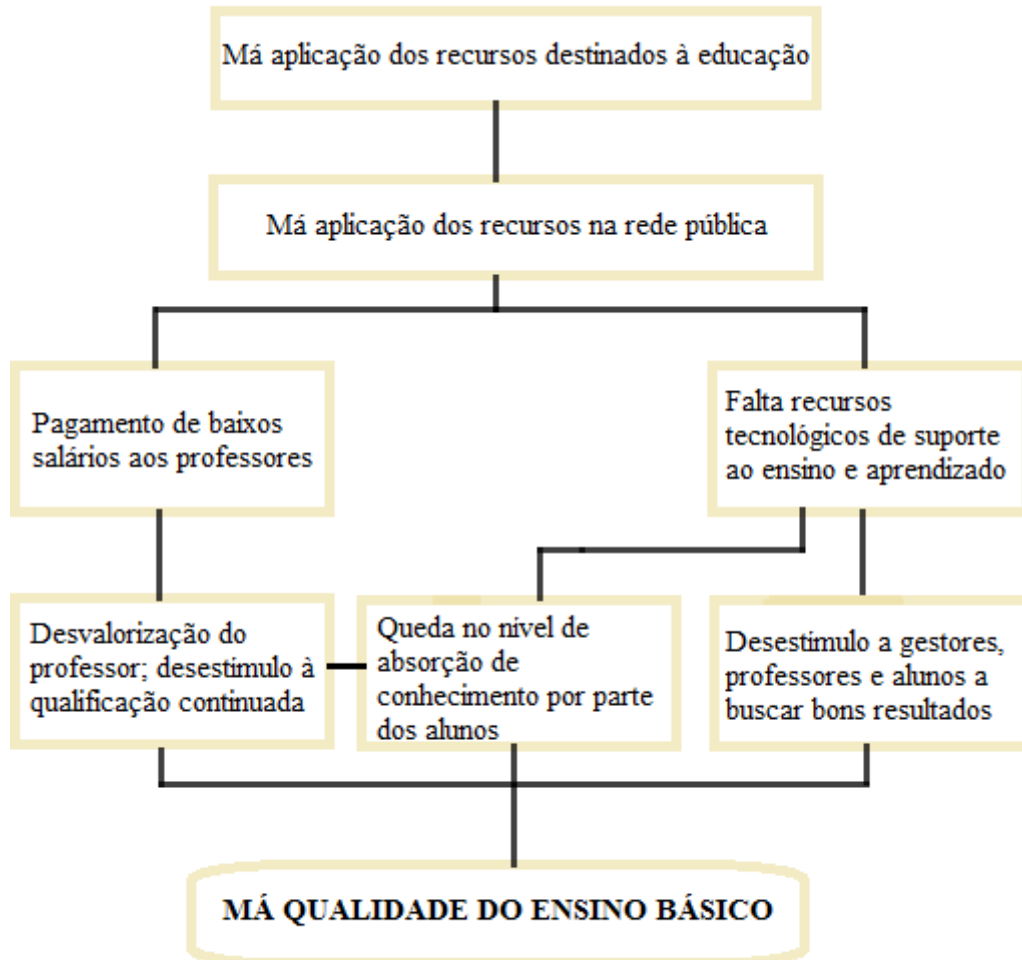 Má aplicação dos recursos destinados à educação
Má aplicação dos recursos na rede pública
Pagamento de baixos
salários aos professores
Falta recursos
tecnológicos de suporte
ao ensino e aprendizado
Desvalorização do
professor; desestimulo à
qualificação continuada
Queda no nível de
absorção de
conhecimento por parte
dos alunos
Desestimulo a gestores,
professores e alunos a
buscar bons resultados
MÁ QUALIDADE DO ENSINO BÁSICO